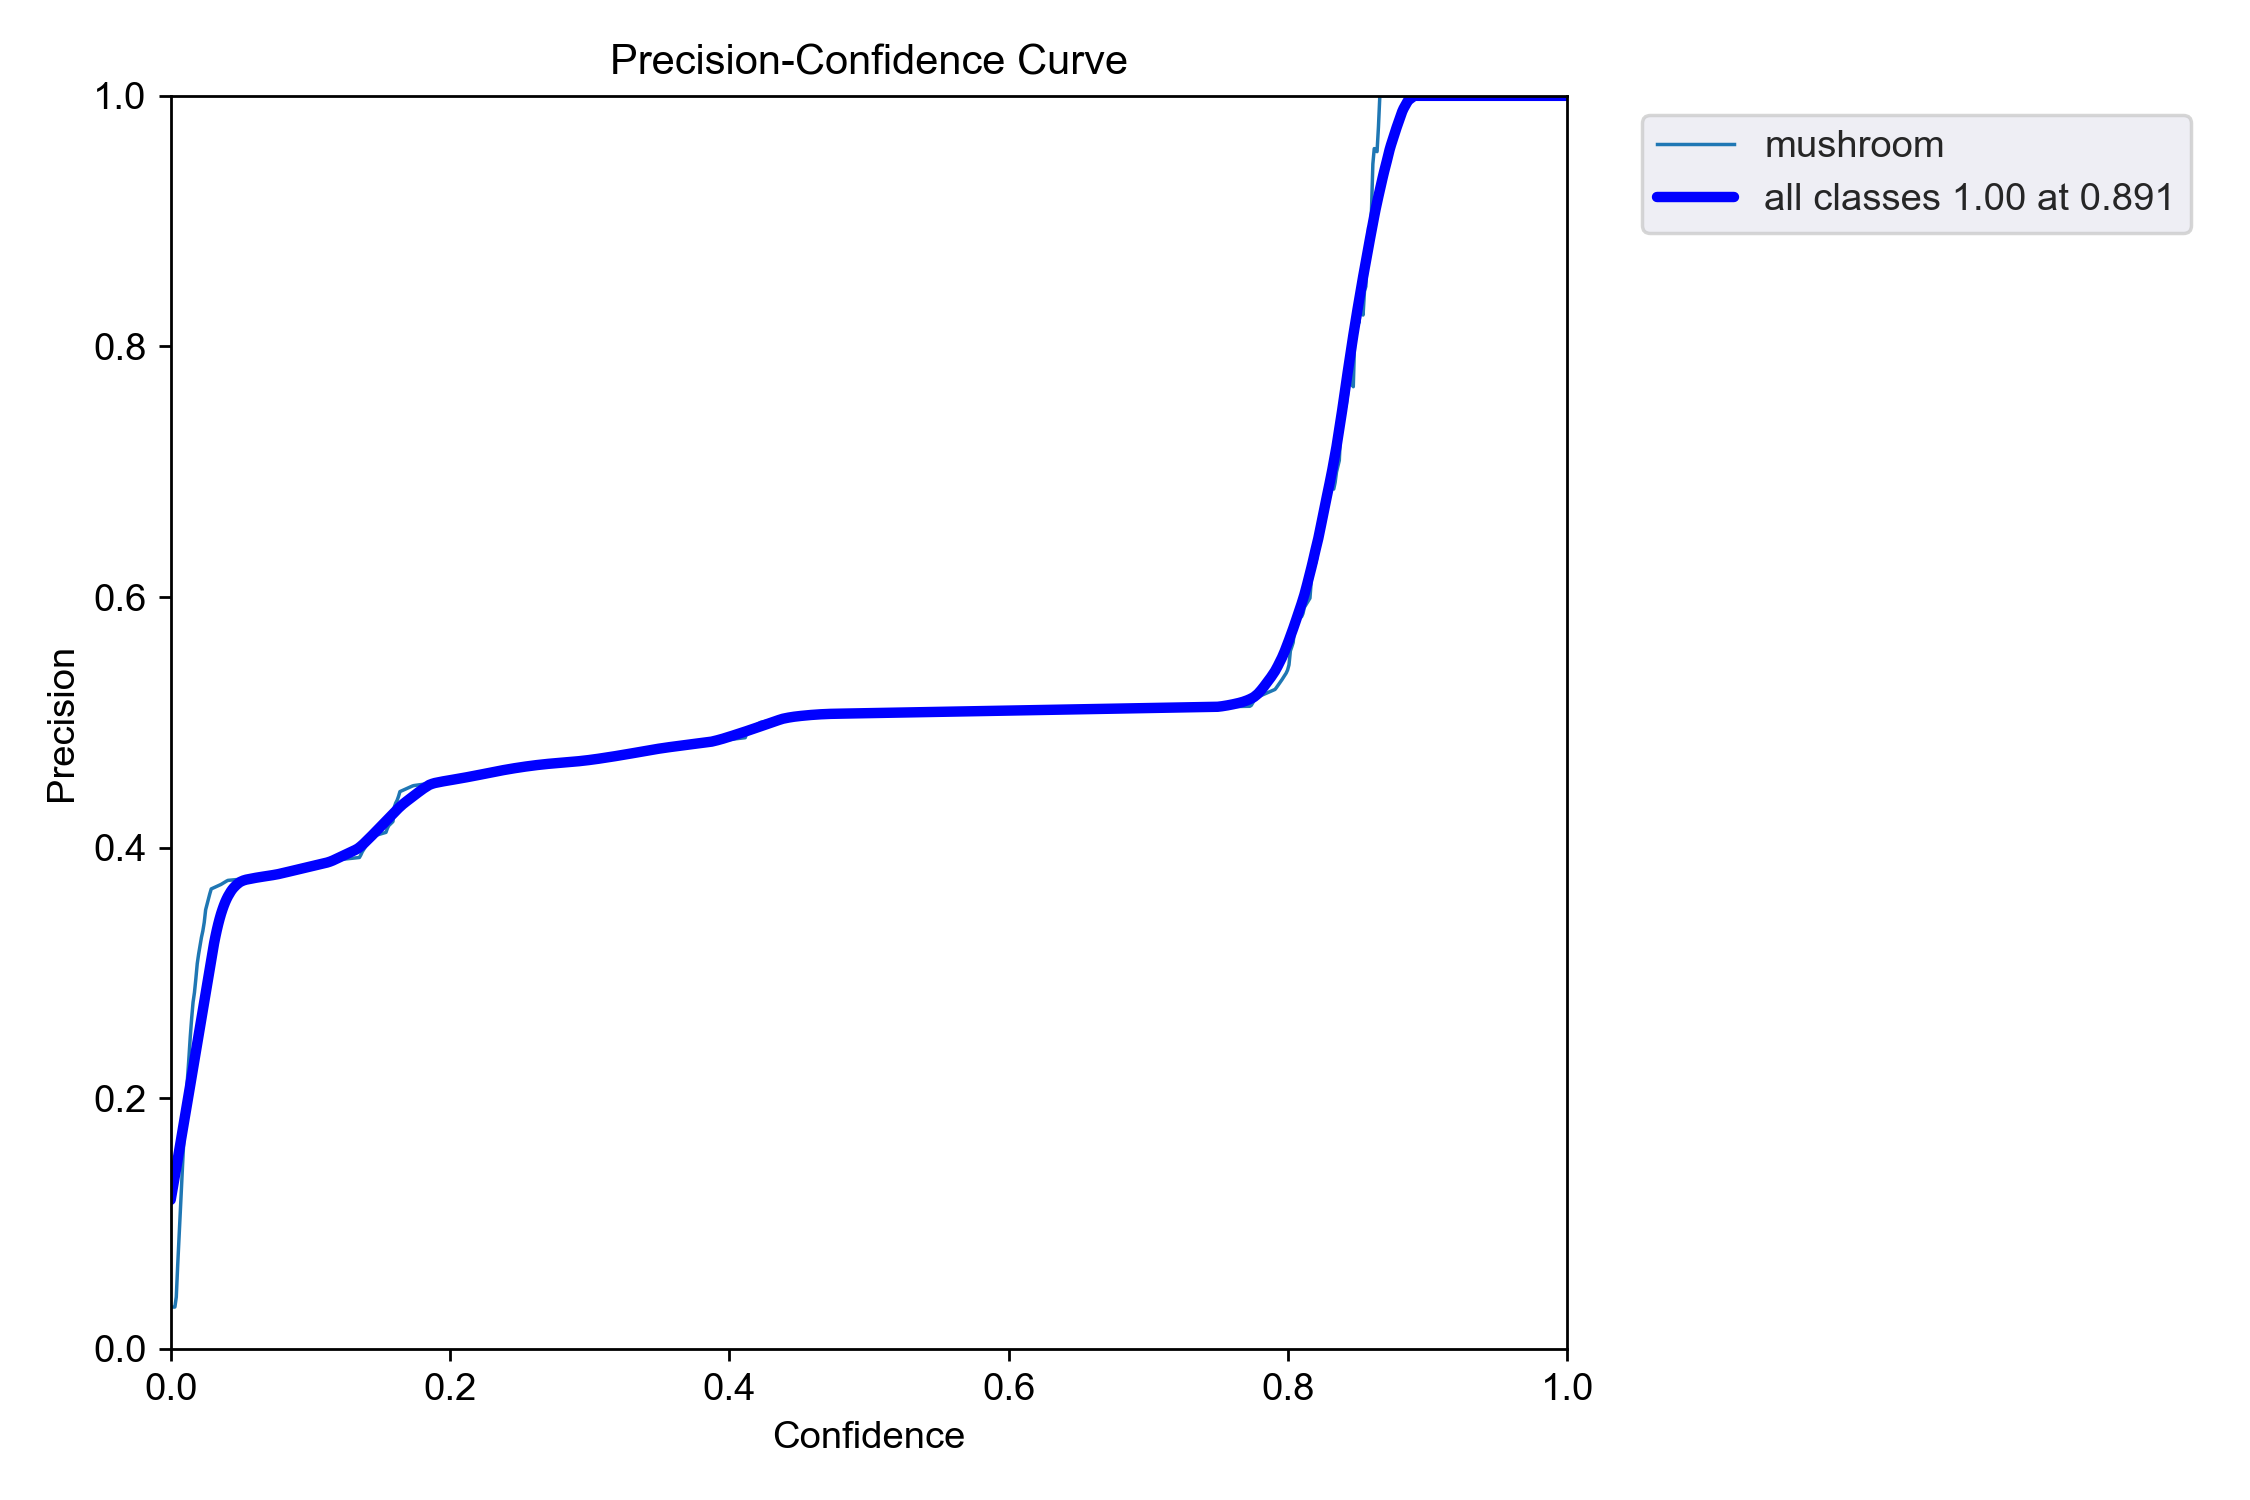 Precision-Confidence Curve
1.0
0.8
0.6
0.4
0.2
0.0
Precision
0.0 0.2 0.4 0.6 0.8 1.0
Confidence
mushroom
all classes 1.00 at 0.891